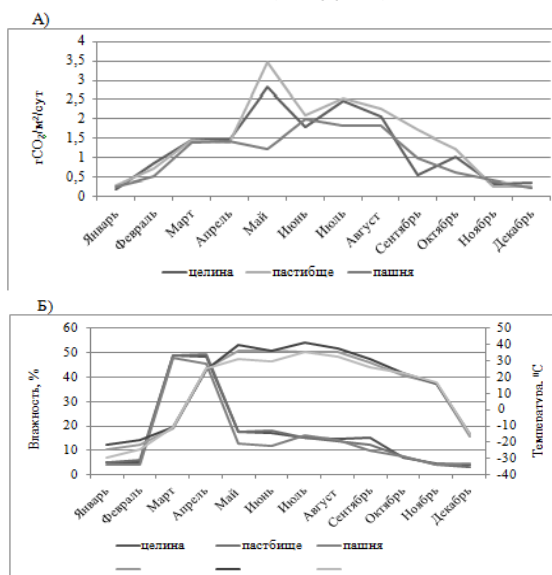 А)
4
3,5
3
2,5
2
1,5
1
0,5
0
гCO₂/м²/сут
Январь
Февраль
Март
Апрель
Май
Июнь
Июль
Август
Сентябрь
Октябрь
Ноябрь
Декабрь
целина пастибще пашня
Б)
60
50
40
30
20
10
0
Влажность, %
50
40
30
20
10
0
-10
-20
-30
-40
Температура, ⁰С
Январь
Февраль
Март
Апрель
Май
Июнь
Июль
Август
Сентябрь
Октябрь
Ноябрь
Декабрь
целина пастбище пашня